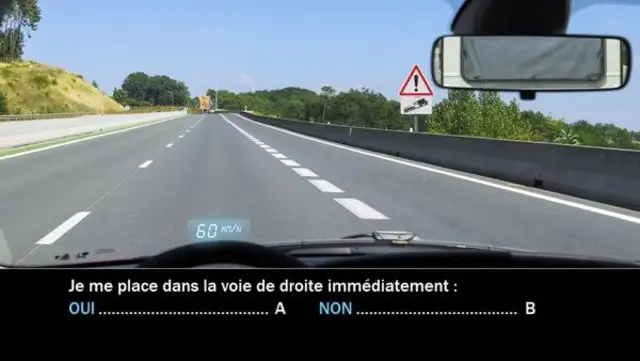 60 KM/H
Je me place dans la voie de droite immédiatement :
OUI ........................................ A NON ...................................... B